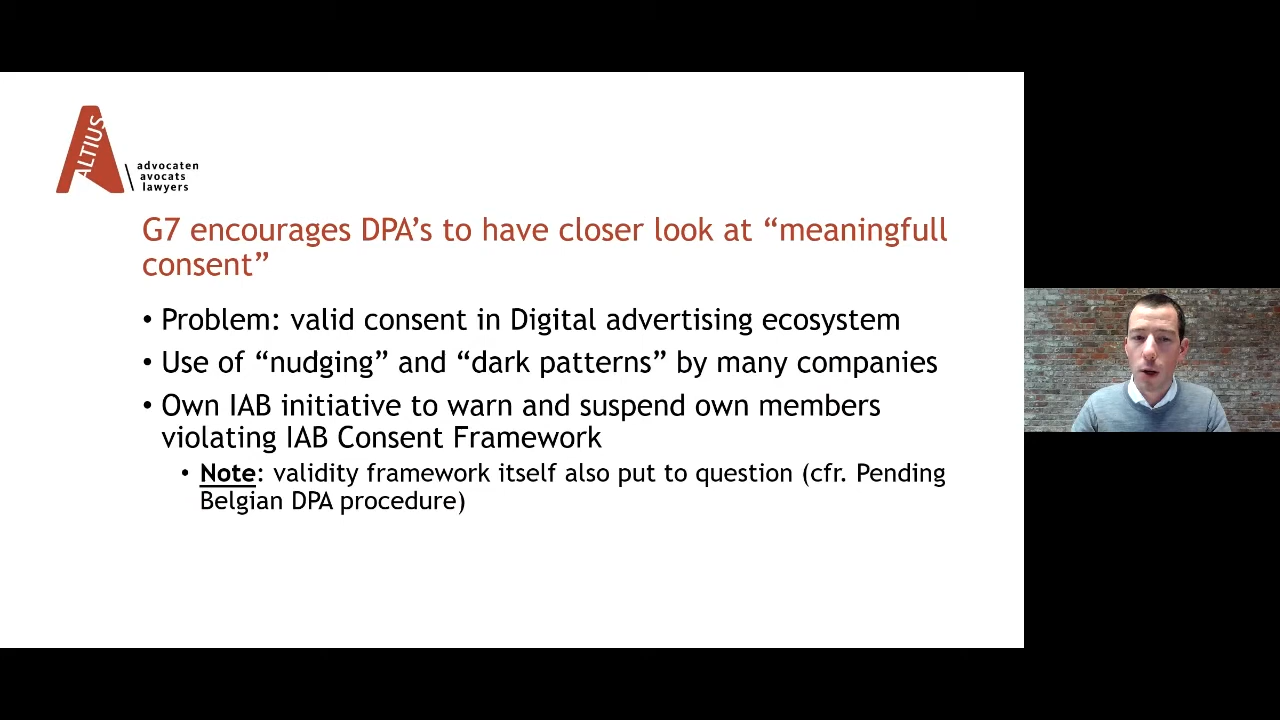 ALTIUS
advocaten
avocats
lawyers
G7 encourages DPA’s to have closer look at “meaningfull
consent”
• Problem: valid consent in Digital advertising ecosystem
• Use of “nudging” and “dark patterns” by many companies
• Own IAB initiative to warn and suspend own members
violating IAB Consent Framework
• Note: validity framework itself also put to question (cfr. Pending
Belgian DPA procedure)